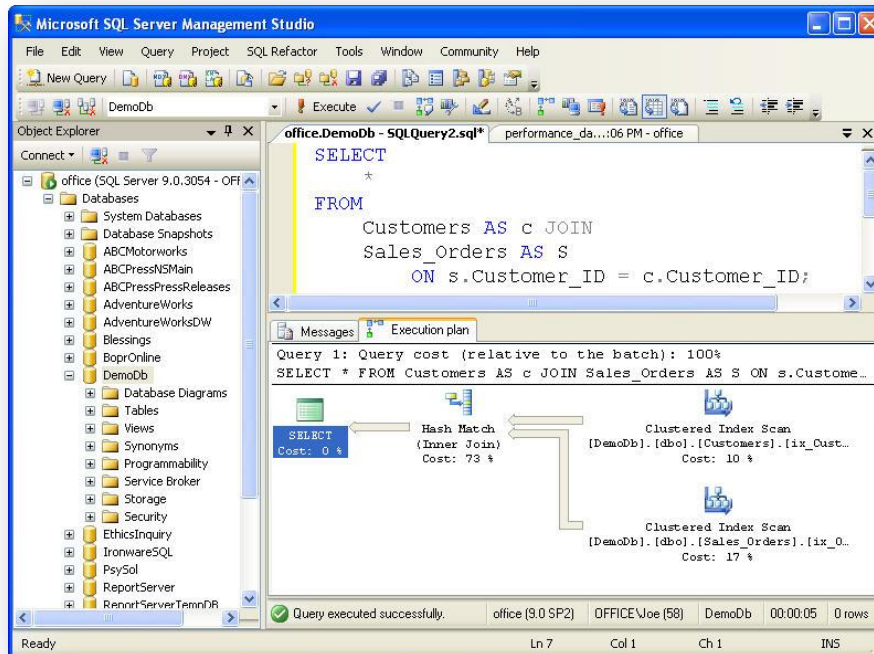 Microsoft SQL Server Management Studio
File Edit View Query Project SQL Refactor Tools Window Community Help
New Query
DemoDb Execute
Object Explorer
Connect
office (SQL Server 9.0.3054 - OFF
Databases
System Databases
Database Snapshots
ABCMotorworks
ABCPressNSMain
ABCPressPressReleases
AdventureWorks
AdventureWorksDW
Blessings
BoprOnline
DemoDb
Database Diagrams
Tables
Views
Synonyms
Programmability
Service Broker
Storage
Security
EthicsInquiry
IronwareSQL
PsySol
ReportServer
ReportServerTempDB
office.DemoDb - SQLQuery2.sql* performance_da...:06 PM - office
SELECT
*
FROM
Customers AS c JOIN
Sales_Orders AS S
ON s.Customer_ID = c.Customer_ID;
Messages Execution plan
Query 1: Query cost (relative to the batch): 100%
SELECT * FROM Customers AS c JOIN Sales_Orders AS S ON s.Custome...
SELECT
Cost: 0 %
Hash Match
(Inner Join)
Cost: 73 %
Clustered Index Scan
[DemoDb].[dbo].[Customers].[ix_Cust...
Cost: 10 %
Clustered Index Scan
[DemoDb].[dbo].[Sales_Orders].[ix_O...
Cost: 17 %
Query executed successfully. office (9.0 SP2) OFFICE\Joe (58) DemoDb 00:00:05 0 rows
Ready Ln 7 Col 1 Ch 1 INS